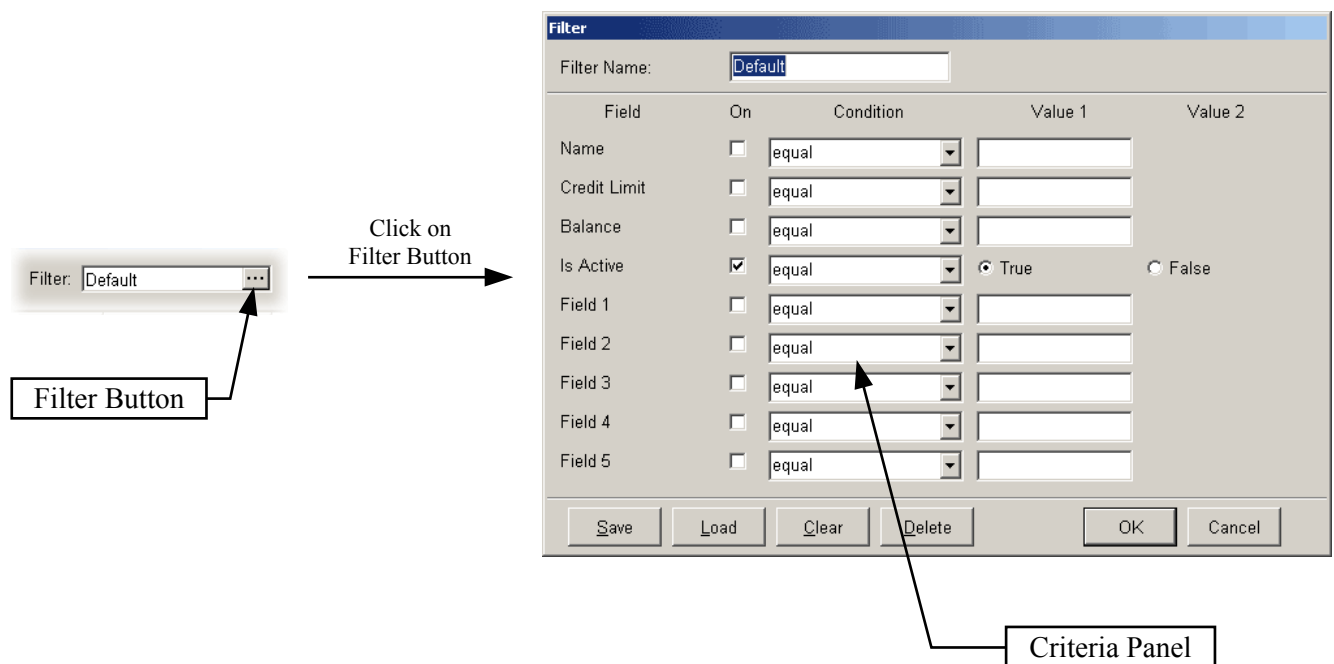 Filter
Filter Name: Default
Field On Condition Value 1 Value 2
Name equal
Credit Limit equal
Balance equal
Is Active equal True False
Field 1 equal
Field 2 equal
Field 3 equal
Field 4 equal
Field 5 equal
Save Load Clear Delete OK Cancel
Click on
Filter Button
Filter: Default ...
Filter Button
Criteria Panel